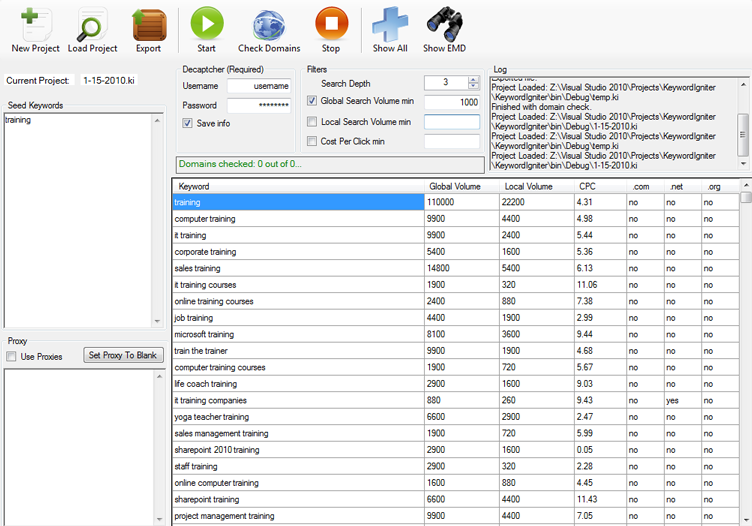 New Project Load Project Export Start Check Domains Stop Show All Show EMD
Current Project: 1-15-2010.ki
Seed Keywords
training
Proxy
Use Proxies Set Proxy To Blank
Decaptcher (Required)
Username username
Password ********
Save info
Filters
Search Depth 3
Global Search Volume min 1000
Local Search Volume min
Cost Per Click min
Log
Exported file.
Project Loaded: Z:\Visual Studio 2010\Projects\KeywordIgniter
\KeywordIgniter\bin\Debug\temp.ki
Finished with domain check.
Project Loaded: Z:\Visual Studio 2010\Projects\KeywordIgniter
\KeywordIgniter\bin\Debug\1-15-2010.ki
Project Loaded: Z:\Visual Studio 2010\Projects\KeywordIgniter
\KeywordIgniter\bin\Debug\temp.ki
Project Loaded: Z:\Visual Studio 2010\Projects\KeywordIgniter
\KeywordIgniter\bin\Debug\1-15-2010.ki
Domains checked: 0 out of 0...
Keyword Global Volume Local Volume CPC .com .net .org
training 110000 22200 4.31 no no no
computer training 9900 4400 4.98 no no no
it training 9900 2400 5.44 no no no
corporate training 5400 1600 5.36 no no no
sales training 14800 5400 6.13 no no no
it training courses 1900 320 11.06 no no no
online training courses 2400 880 7.38 no no no
job training 4400 1900 2.99 no no no
microsoft training 8100 3600 9.44 no no no
train the trainer 9900 1900 4.68 no no no
computer training courses 1900 720 5.67 no no no
life coach training 2900 1600 9.03 no no no
it training companies 880 260 9.43 no yes no
yoga teacher training 6600 2900 2.47 no no no
sales management training 1900 720 5.99 no no no
sharepoint 2010 training 2900 1600 0.05 no no no
staff training 2900 320 2.28 no no no
online computer training 1600 880 4.45 no no no
sharepoint training 6600 4400 11.43 no no no
project management training 9900 4400 7.05 no no no